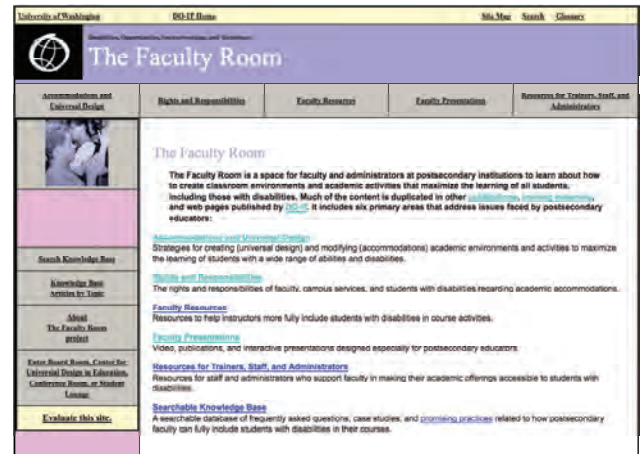 University of Washington
DO-IT Home
Site Map Search Glossary
The Faculty Room
Accommodations and
Universal Design
Rights and Responsibilities
Faculty Resources
Faculty Presentations
Resources for Trainers, Staff, and
Administrators
The Faculty Room
The Faculty Room is a space for faculty and administrators at postsecondary institutions to learn about how
to create classroom environments and academic activities that maximize the learning of all students,
including those with disabilities. Much of the content is duplicated in other
and web pages published by DO-IT. It includes six primary areas that address issues faced by postsecondary
educators:
Accommodations and Universal Design
Strategies for creating (universal design) and modifying (accommodations) academic environments and activities to maximize
the learning of students with a wide range of abilities and disabilities.
Rights and Responsibilities
The rights and responsibilities of faculty, campus services, and students with disabilities regarding academic accommodations.
Faculty Resources
Resources to help instructors more fully include students with disabilities in course activities.
Faculty Presentations
Video, publications, and interactive presentations designed especially for postsecondary educators.
Resources for Trainers, Staff, and Administrators
Resources for staff and administrators who support faculty in making their academic offerings accessible to students with
disabilities.
Searchable Knowledge Base
A searchable database of frequently asked questions, case studies, and promising practices related to how postsecondary
faculty can fully include students with disabilities in their courses.
Search Knowledge Base
Knowledge Base
Articles by Topic
About
The Faculty Room
project
Enter Board Room, Center for
Universal Design in Education,
Conference Room, or Student
Lounge
Evaluate this site.